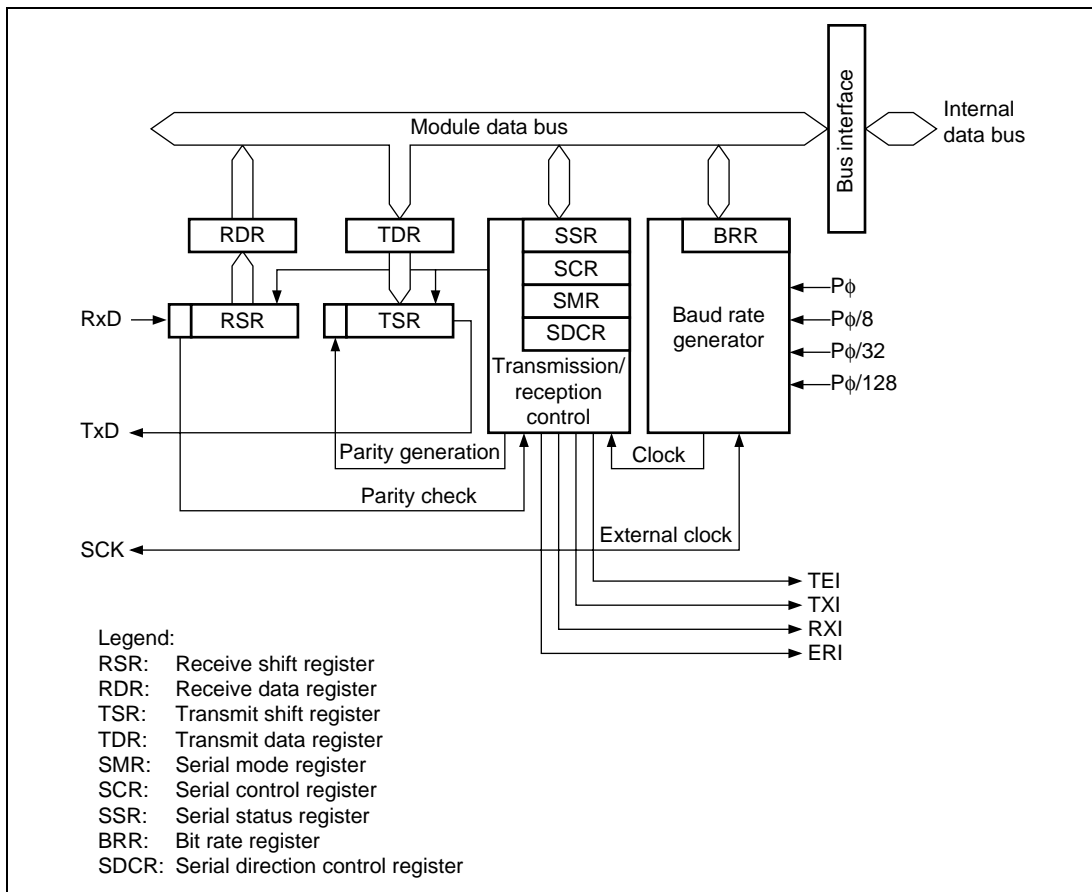 Module data bus
Bus interface
Internal
data bus
RDR
TDR
SSR
BRR
SCR
SMR
SDCR
RxD
RSR
TSR
Transmission/
reception
control
Baud rate
generator
Pϕ
Pϕ/8
Pϕ/32
Pϕ/128
TxD
Parity generation
Clock
Parity check
SCK
External clock
TEI
TXI
RXI
ERI
Legend:
RSR: Receive shift register
RDR: Receive data register
TSR: Transmit shift register
TDR: Transmit data register
SMR: Serial mode register
SCR: Serial control register
SSR: Serial status register
BRR: Bit rate register
SDCR: Serial direction control register